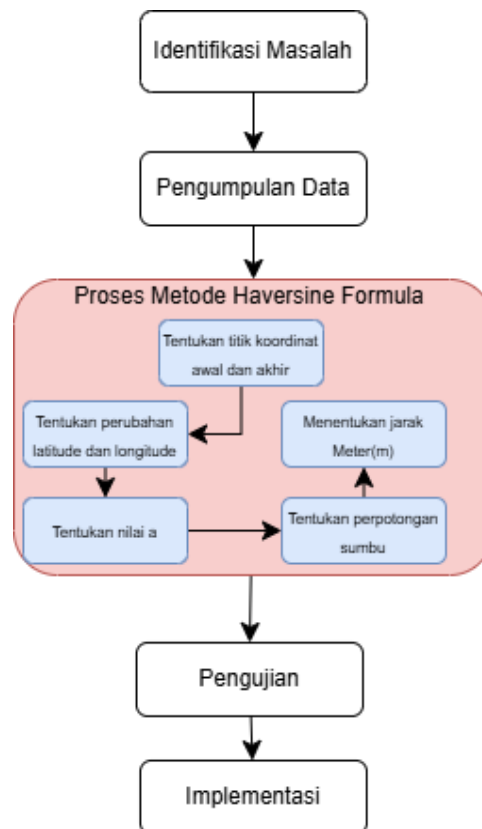 Identifikasi Masalah
Pengumpulan Data
Proses Metode Haversine Formula
Tentukan titik koordinat
awal dan akhir
Tentukan perubahan
latitude dan longitude
Menentukan jarak
Meter(m)
Tentukan nilai a
Tentukan perpotongan
sumbu
Pengujian
Implementasi